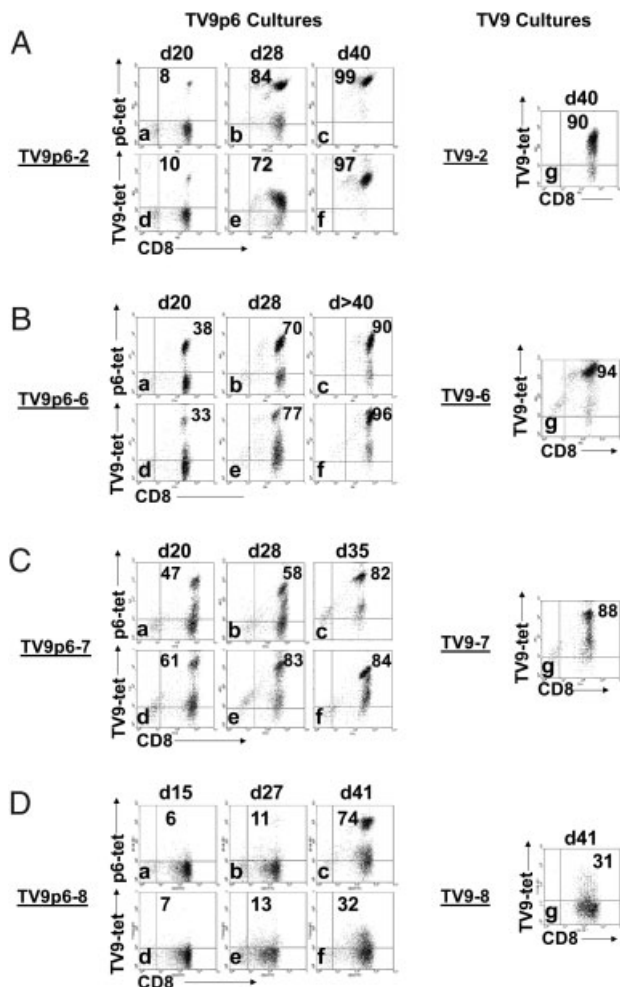 TV9p6 Cultures
TV9 Cultures
A
d20 d28 d40
d40
TV9p6-2
p6-tet
8 84 99
a b c
TV9-tet
10 72 97
d e f
CD8
TV9-2
TV9-tet
90
g
CD8
B
d20 d28 d>40
TV9p6-6
p6-tet
38 70 90
a b c
TV9-tet
33 77 96
d e f
CD8
TV9-6
TV9-tet
94
g
CD8
C
d20 d28 d35
TV9p6-7
p6-tet
47 58 82
a b c
TV9-tet
61 83 84
d e f
CD8
TV9-7
TV9-tet
88
g
CD8
D
d15 d27 d41
d41
TV9p6-8
p6-tet
6 11 74
a b c
TV9-tet
7 13 32
d e f
CD8
TV9-8
TV9-tet
31
g
CD8